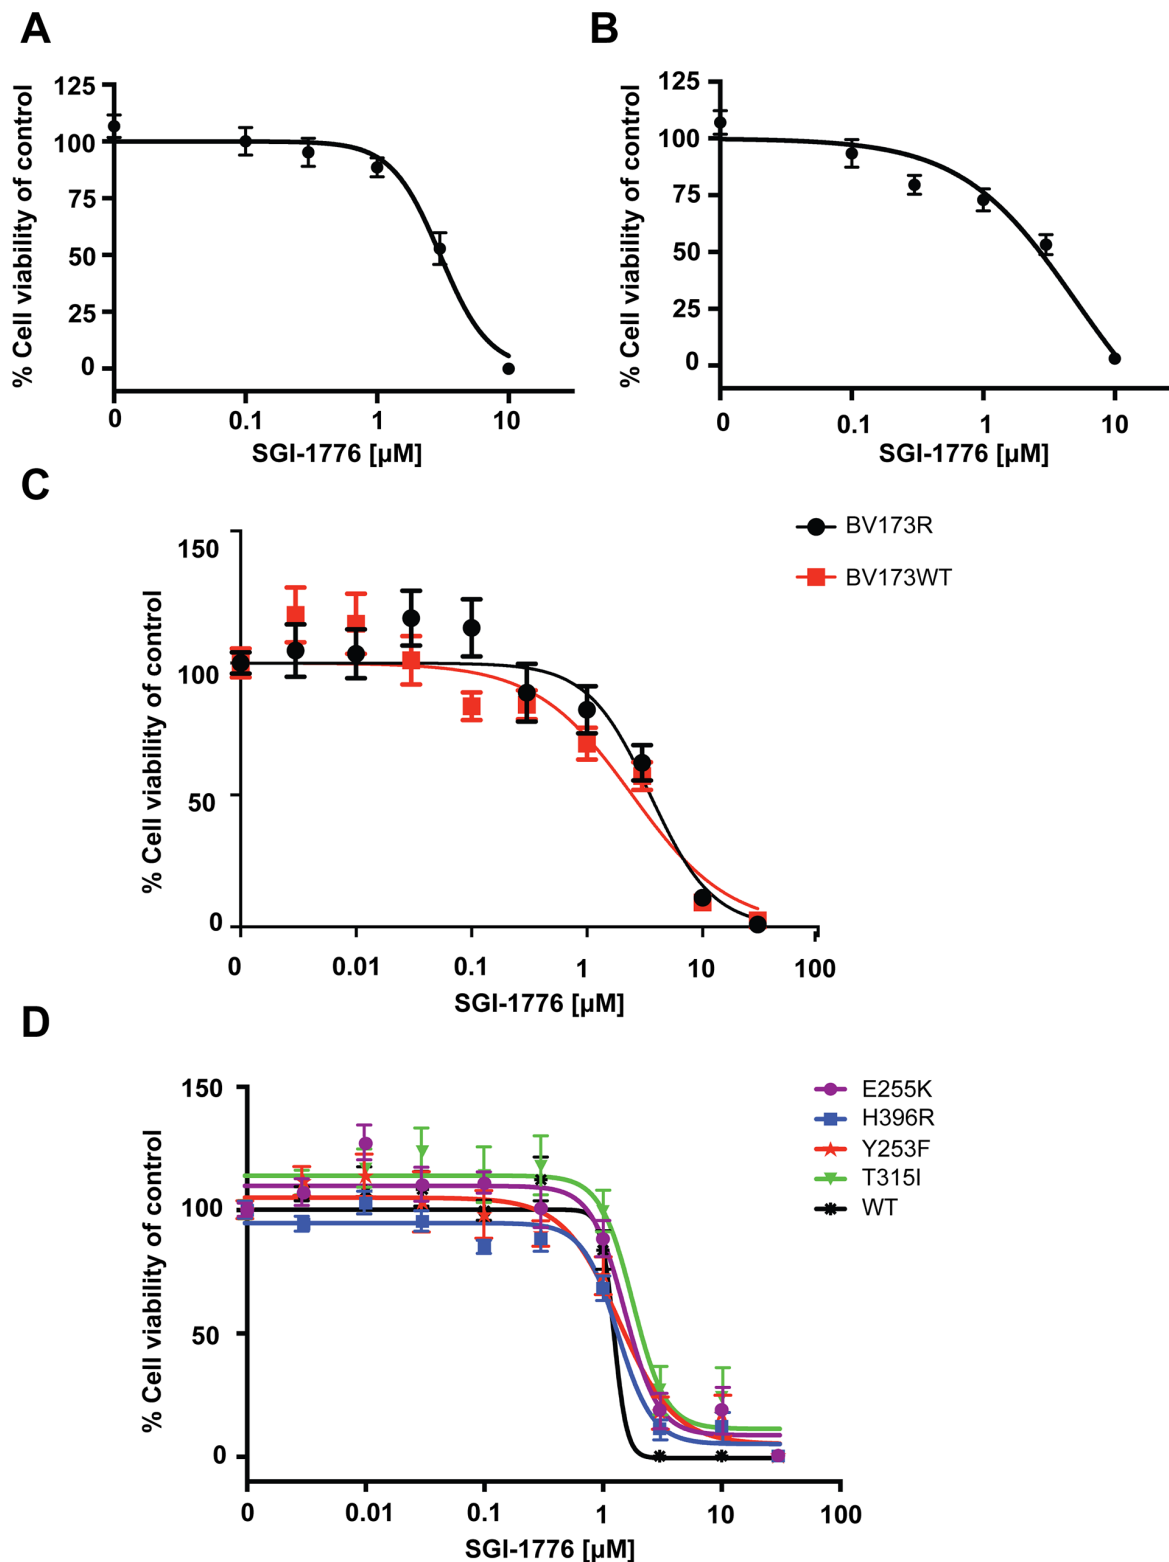 A
% Cell viability of control
125
100
75
50
25
0
0
0.1
1
10
SGI-1776 [µM]
B
% Cell viability of control
125
100
75
50
25
0
0
0.1
1
10
SGI-1776 [µM]
C
% Cell viability of control
150
100
50
0
0
0.01
0.1
1
10
100
SGI-1776 [µM]
BV173R
BV173WT
D
% Cell viability of control
150
100
50
0
0
0.01
0.1
1
10
100
SGI-1776 [µM]
E255K
H396R
Y253F
T315I
WT